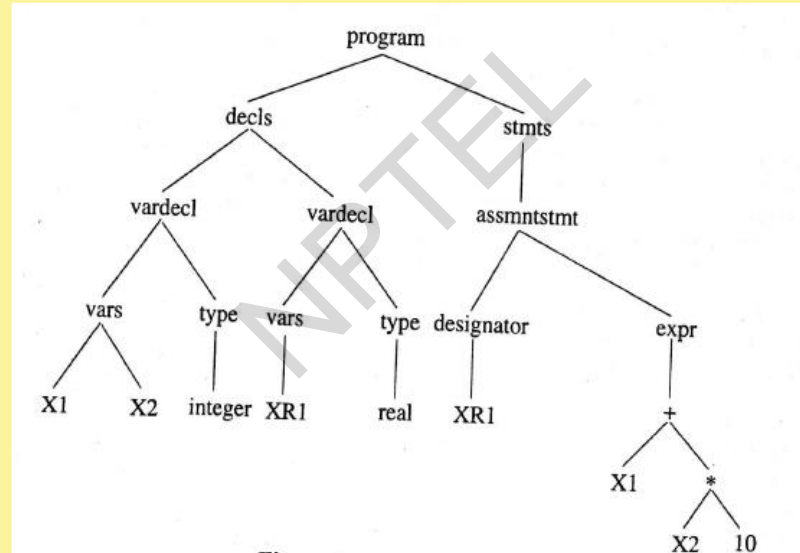 program
decls
stmts
vardecl
vardecl
assmntstmt
vars
type
vars
type
designator
expr
X1
X2
integer
XR1
real
XR1
+
X1
*
X2
10
NPTEL